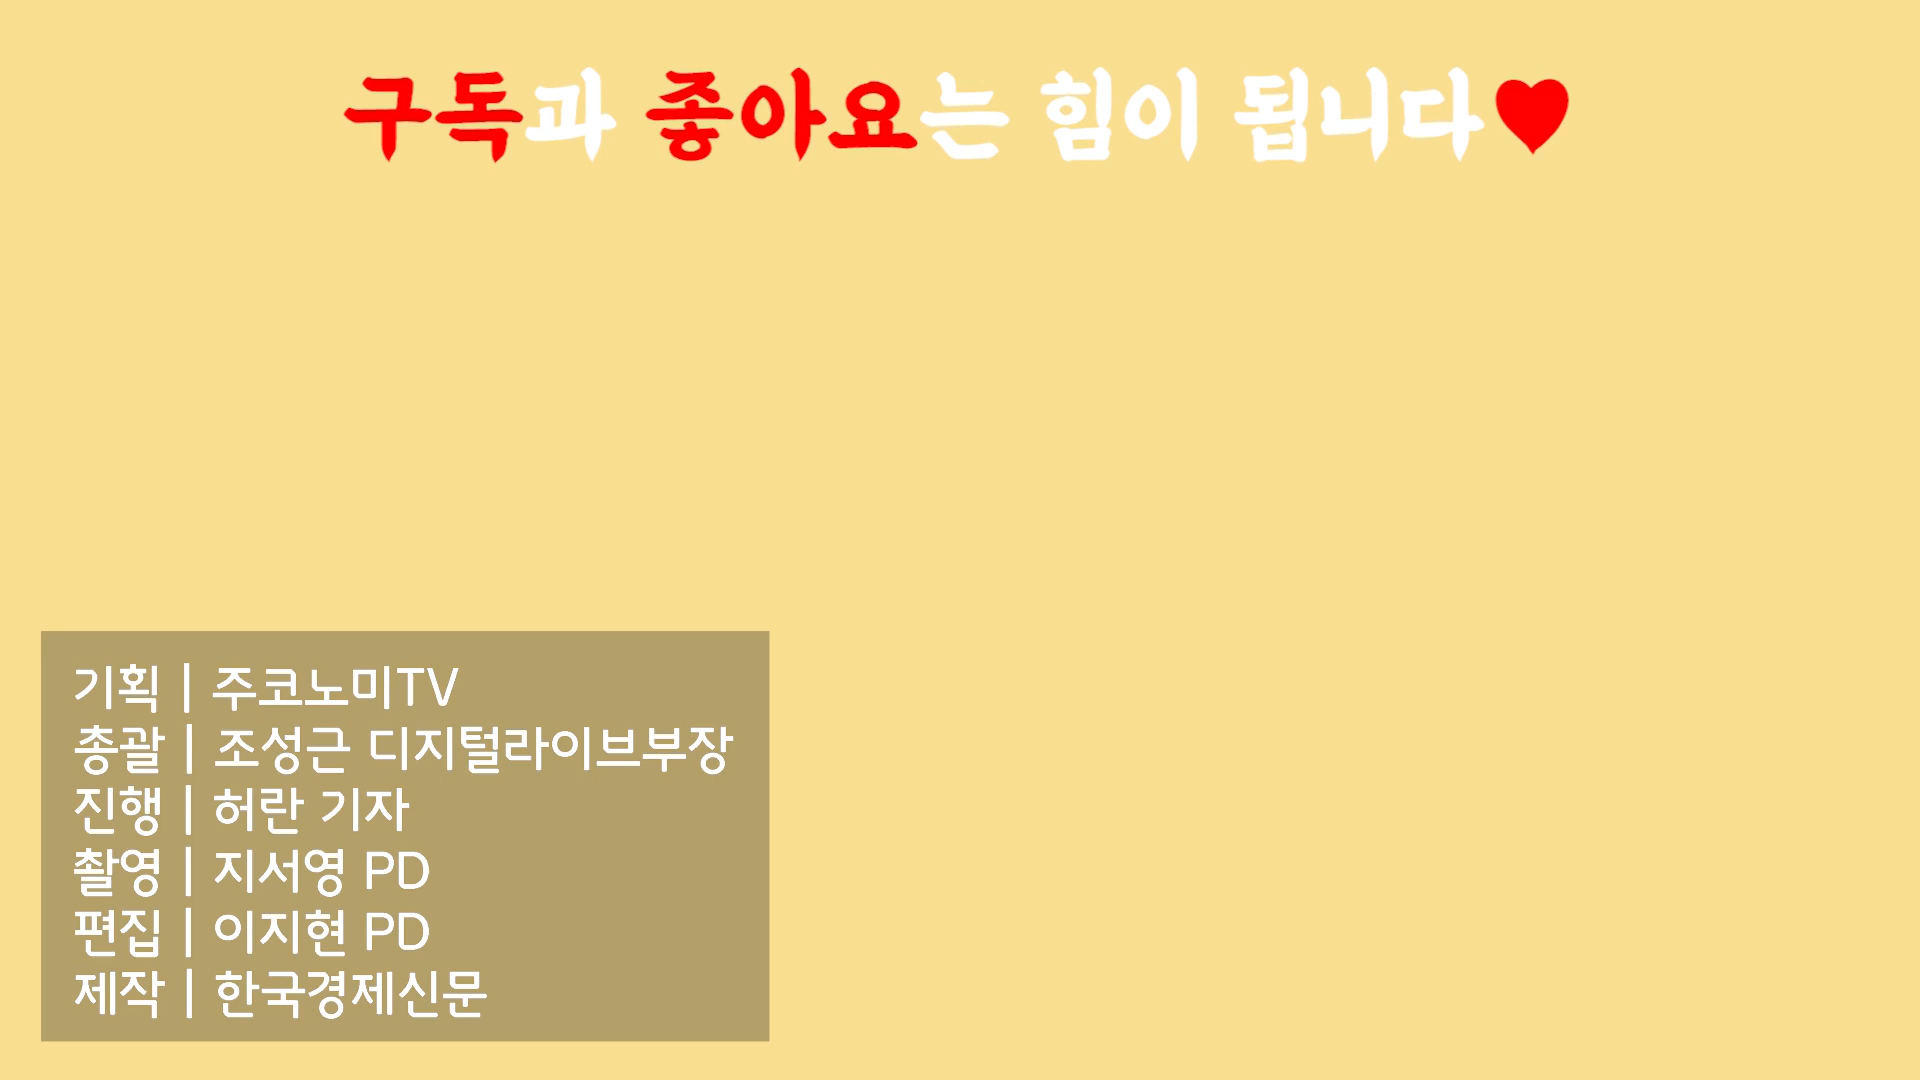 구독과 좋아요는 힘이 됩니다♥
기획 | 주코노미TV
총괄 | 조성근 디지털라이브부장
진행 | 허란 기자
촬영 | 지서영 PD
편집 | 이지현 PD
제작 | 한국경제신문